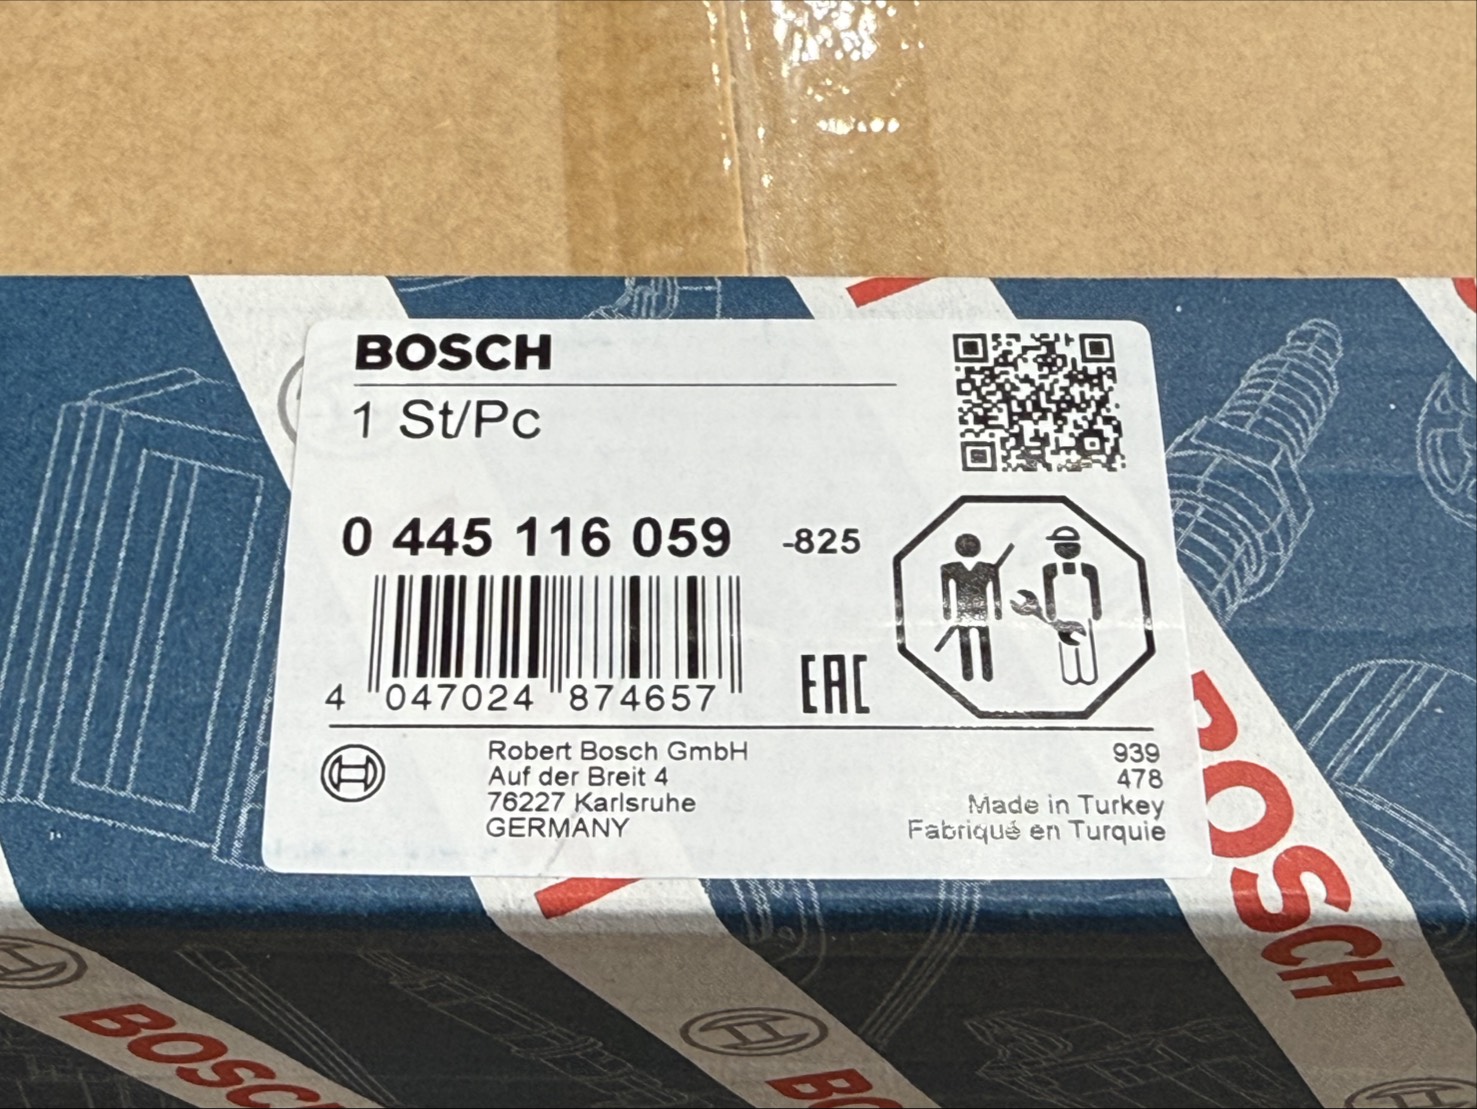 BOSCH
1 St/Pc
0 445 116 059 -825
4 047024 874657
EAC
Robert Bosch GmbH
Auf der Breit 4
76227 Karlsruhe
GERMANY
939
478
Made in Turkey
Fabriqué en Turquie
BOSCH
BOSCH